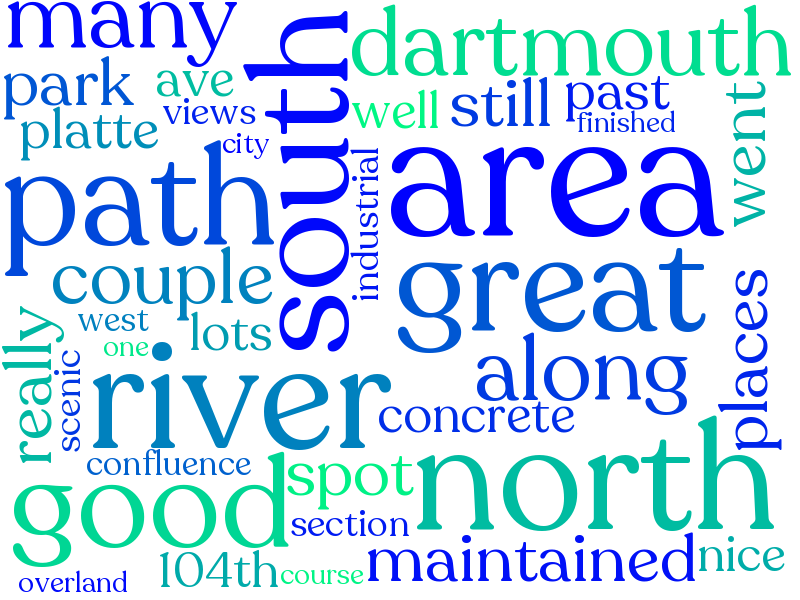 many
south
dartmouth
park
ave
views
well
still
past
finished
went
platte
city
path
industrial
area
couple
great
west
lots
one
really
scenic
river
along
places
concrete
confluence
good
spot
north
section
maintained
nice
104th
course
overland